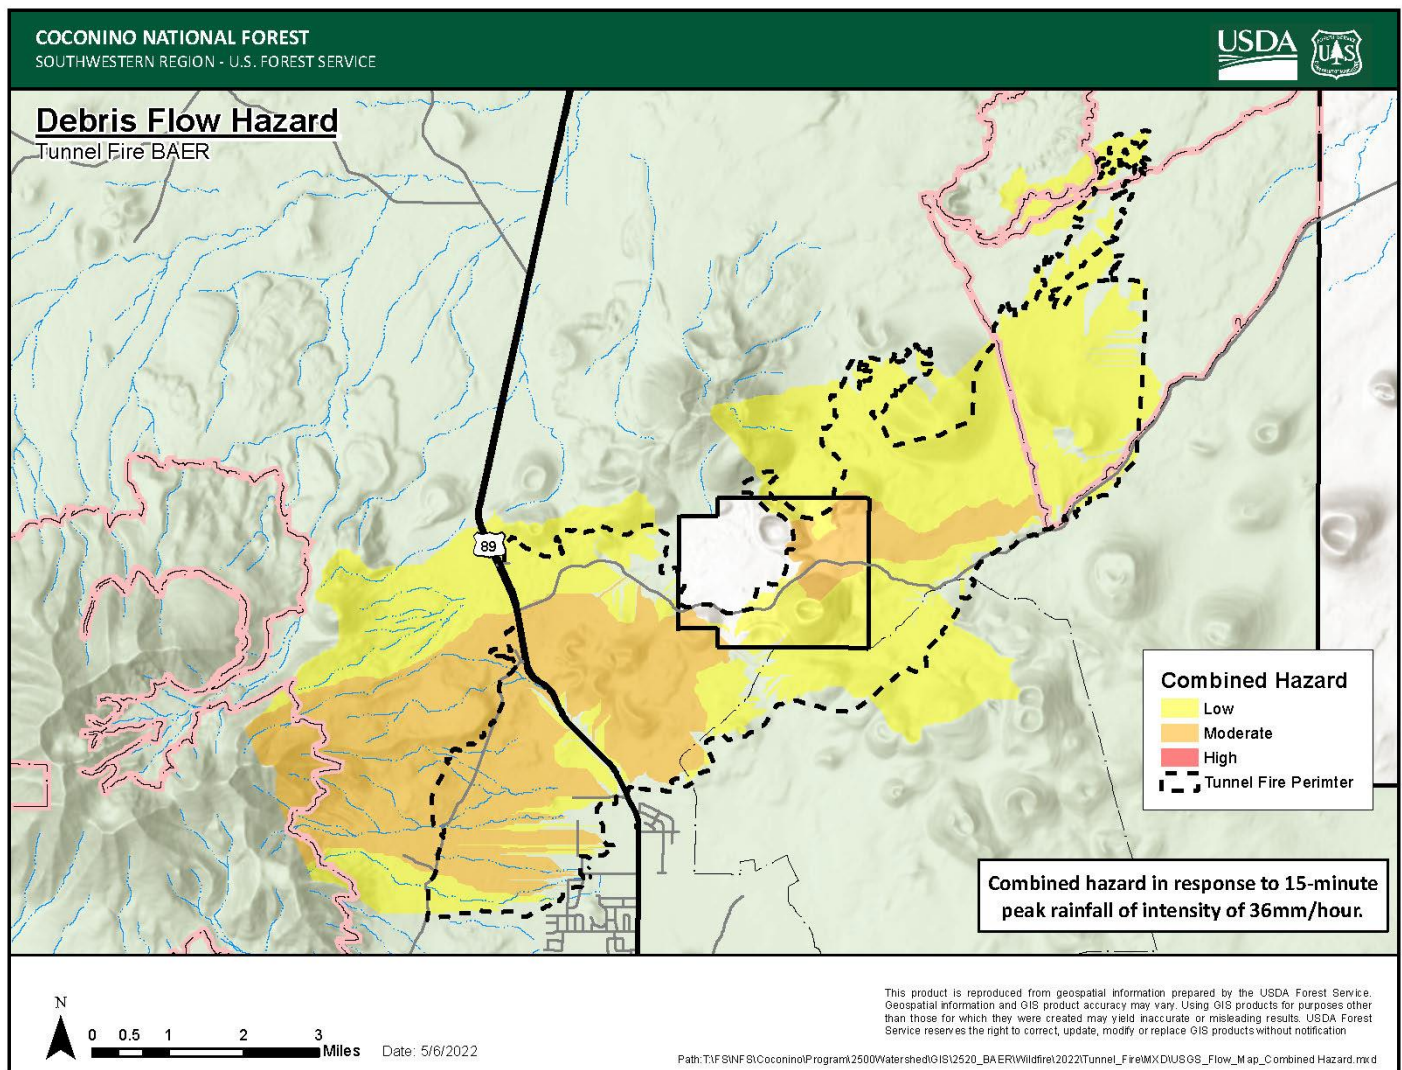 COCONINO NATIONAL FOREST
SOUTHWESTERN REGION - U.S. FOREST SERVICE
USDA
FOREST SERVICE
U S
DEPARTMENT OF AGRICULTURE
Debris Flow Hazard
Tunnel Fire BAER
89
Combined Hazard
Low
Moderate
High
Tunnel Fire Perimter
Combined hazard in response to 15-minute
peak rainfall of intensity of 36mm/hour.
N
0 0.5 1 2 3
Miles
Date: 5/6/2022
This product is reproduced from geospatial information prepared by the USDA Forest Service.
Geospatial information and GIS product accuracy may vary. Using GIS products for purposes other
than those for which they were created may yield inaccurate or misleading results. USDA Forest
Service reserves the right to correct, update, modify or replace GIS products without notification
Path:T:\FS\NFS\Coconino\Program\2500Watershed\GIS\2520_BAER\Wildfire\2022\Tunnel_Fire\MXD\USGS_Flow_Map_Combined Hazard.mxd